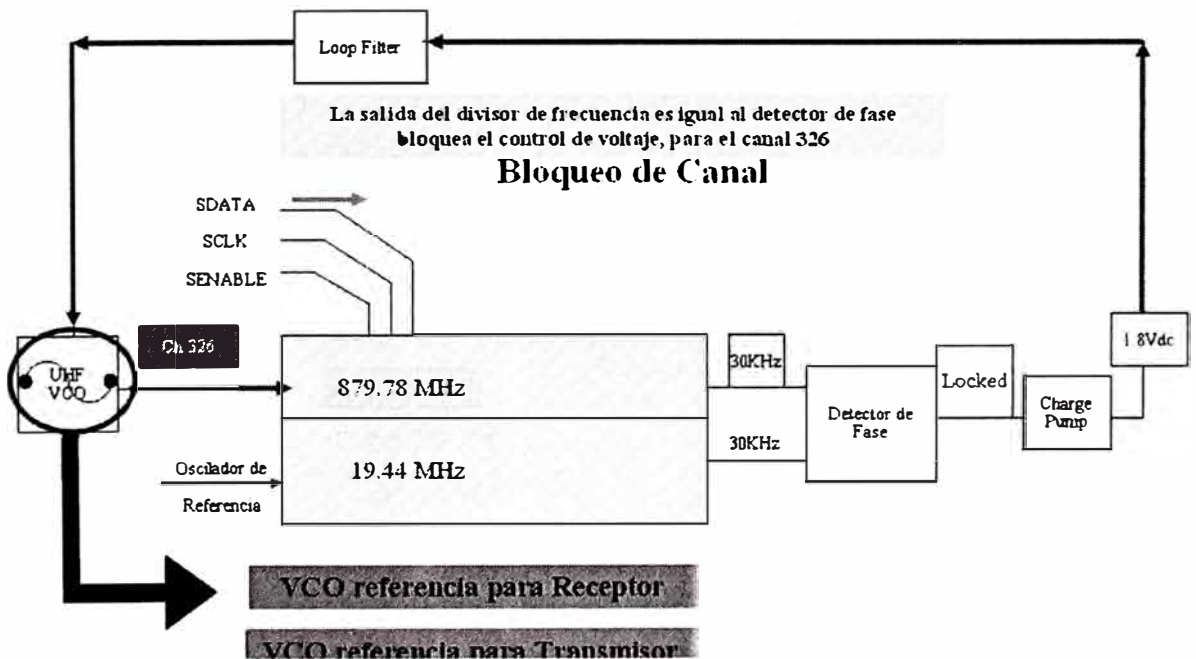 Loop Filter
La salida del divisor de frecuencia es igual al detector de fase
bloquea el control de voltaje, para el canal 326
Bloqueo de Canal
SDATA
SCLK
SENABLE
Ch 326
UHF
VCO
879.78 MHz
30KHz
Locked
1 8Vdc
Detector de
Fase
Charge
Pump
30KHz
19.44 MHz
Oscilador de
Referencia
VCO referencia para Receptor
VCO referencia para Transmisor